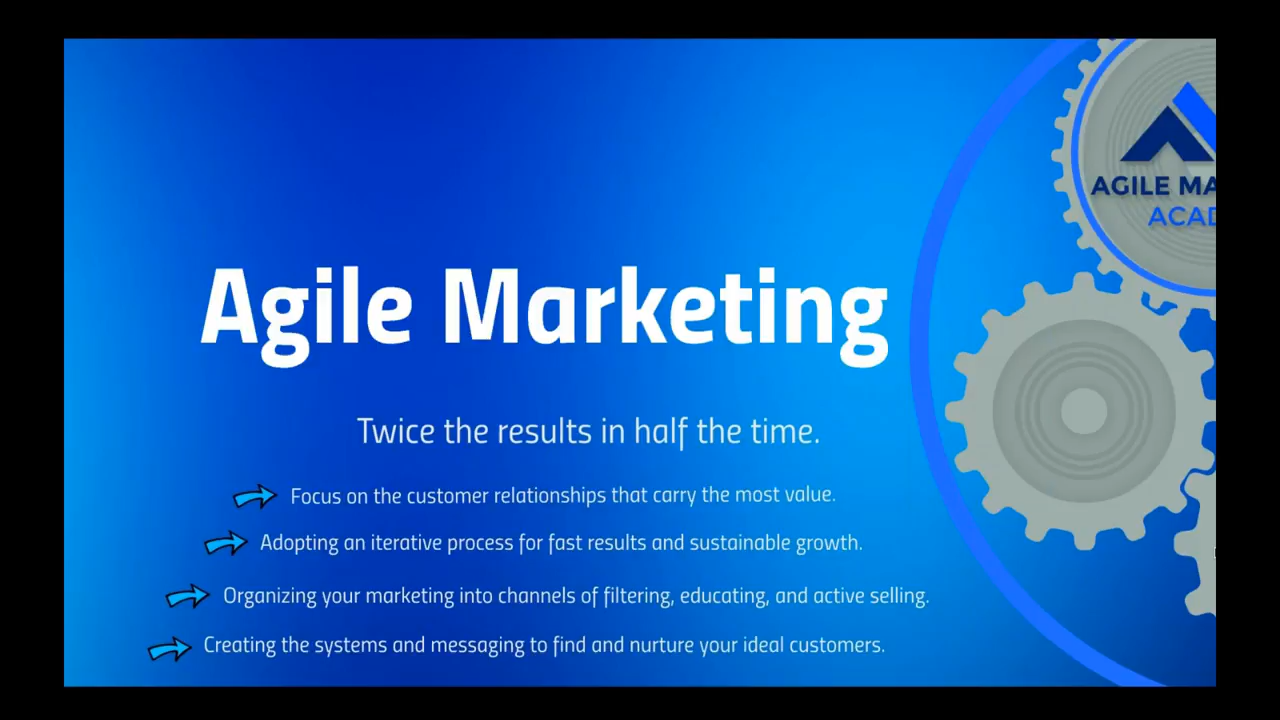 AGILE
Agile Marketing
Twice the results in half the time.
Focus on the customer relationships that carry the most value.
Adopting an iterative process for fast results and sustainable growth.
Organizing your marketing into channels of filtering, educating, and active selling.
Creating the systems and messaging to find and nurture your ideal customers.